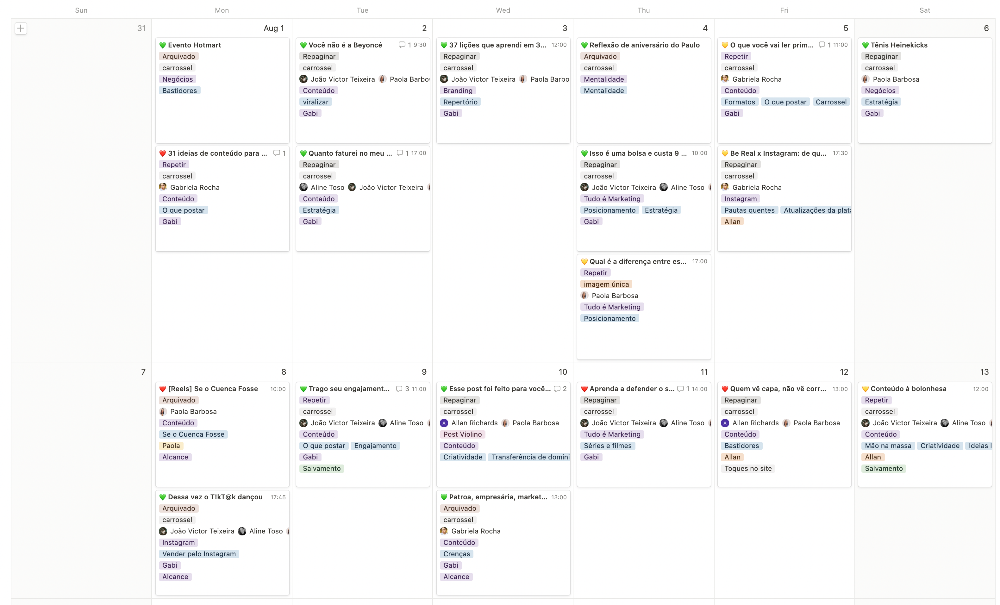 Sun Mon Tue Wed Thu Fri Sat
31
Aug 1
💚 Evento Hotmart
Arquivado
carrossel
Negócios
Bastidores
❤️ 31 ideias de conteúdo para ... 1
Repetir
carrossel
Gabriela Rocha
Conteúdo
O que postar
Gabi
2
💚 Você não é a Beyoncé 1 9:30
Repaginar
carrossel
João Victor Teixeira Paola Barbo
Conteúdo
viralizar
Gabi
💚 Quanto faturei no meu ... 1 17:00
Repaginar
carrossel
Aline Toso João Victor Teixeira
Conteúdo
Estratégia
Gabi
3
💚 37 lições que aprendi em 3... 12:00
Repaginar
carrossel
João Victor Teixeira Paola Barbo
Branding
Repertório
Gabi
4
💚 Reflexão de aniversário do Paulo
Arquivado
carrossel
Mentalidade
Mentalidade
💚 Isso é uma bolsa e custa 9 ... 10:00
Repaginar
carrossel
João Victor Teixeira Aline Toso
Tudo é Marketing
Posicionamento Estratégia
Gabi
💛 Qual é a diferença entre es... 17:00
Repetir
imagem única
Paola Barbosa
Tudo é Marketing
Posicionamento
5
💛 O que você vai ler prim... 1 11:00
Repetir
carrossel
Gabriela Rocha
Conteúdo
Formatos O que postar Carrossel
Gabi
💛 Be Real x Instagram: de qu... 17:30
Repaginar
carrossel
Gabriela Rocha
Instagram
Pautas quentes Atualizações da plata
Allan
6
💚 Tênis Heinekicks
Repaginar
carrossel
Paola Barbosa
Negócios
Estratégia
Gabi
7
8
❤️ [Reels] Se o Cuenca Fosse 10:00
Arquivado
Paola Barbosa
Conteúdo
Se o Cuenca Fosse
Paola
Alcance
💚 Dessa vez o T!kT@k dançou 17:45
Arquivado
carrossel
João Victor Teixeira Aline Toso
Instagram
Vender pelo Instagram
Gabi
Alcance
9
💚 Trago seu engajament... 3 11:00
Repetir
carrossel
João Victor Teixeira Aline Toso
Conteúdo
O que postar Engajamento
Gabi
Salvamento
10
💚 Esse post foi feito para você... 2
Repaginar
carrossel
A Allan Richards Paola Barbosa
Post Violino
Conteúdo
Criatividade Transferência de domíni
💚 Patroa, empresária, market... 13:00
Arquivado
carrossel
Gabriela Rocha
Conteúdo
Crenças
Gabi
Alcance
11
❤️ Aprenda a defender o s... 1 14:00
Repaginar
carrossel
João Victor Teixeira Aline Toso
Tudo é Marketing
Séries e filmes
Gabi
12
❤️ Quem vê capa, não vê corr... 13:00
Repaginar
carrossel
A Allan Richards Paola Barbosa
Conteúdo
Bastidores
Allan
Toques no site
13
💛 Conteúdo à bolonhesa 12:00
Repetir
carrossel
João Victor Teixeira Aline Toso
Conteúdo
Mão na massa Criatividade Ideias
Allan
Salvamento